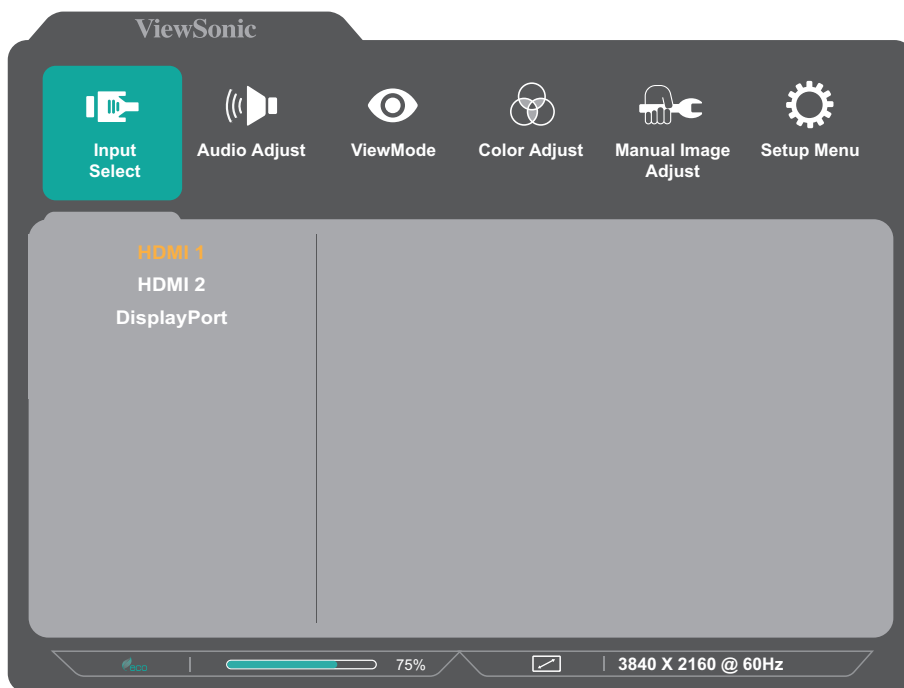 ViewSonic
Input
Select
Audio Adjust
ViewMode
Color Adjust
Manual Image
Adjust
Setup Menu
HDMI 1
HDMI 2
DisplayPort
eco
75%
3840 X 2160 @ 60Hz